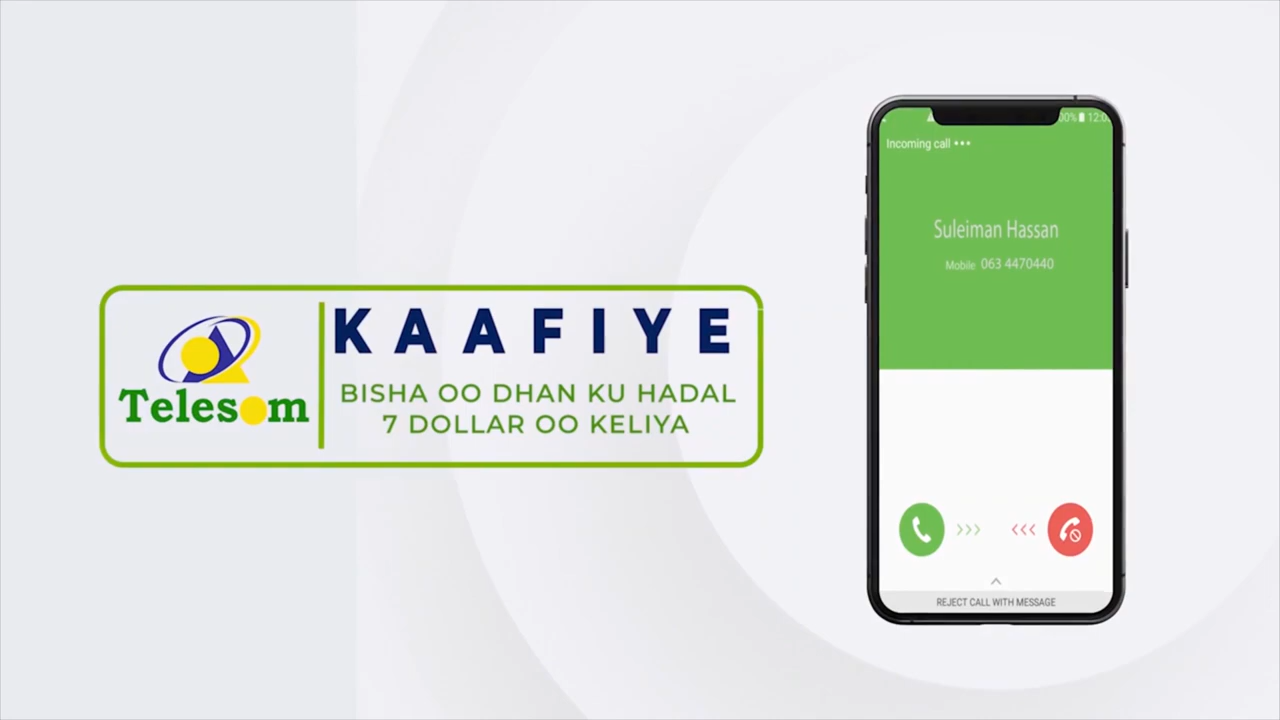 Telesom
KAAFIYE
BISHA OO DHAN KU HADAL
7 DOLLAR OO KELIYA
Incoming call •••
Suleiman Hassan
Mobile 063 4470440
REJECT CALL WITH MESSAGE